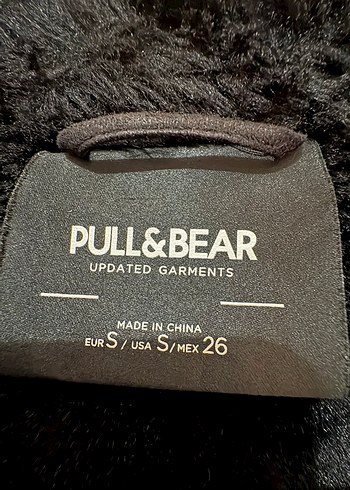 PULL&BEAR
UPDATED GARMENTS
MADE IN CHINA
EUR S / USA S/MEX 26